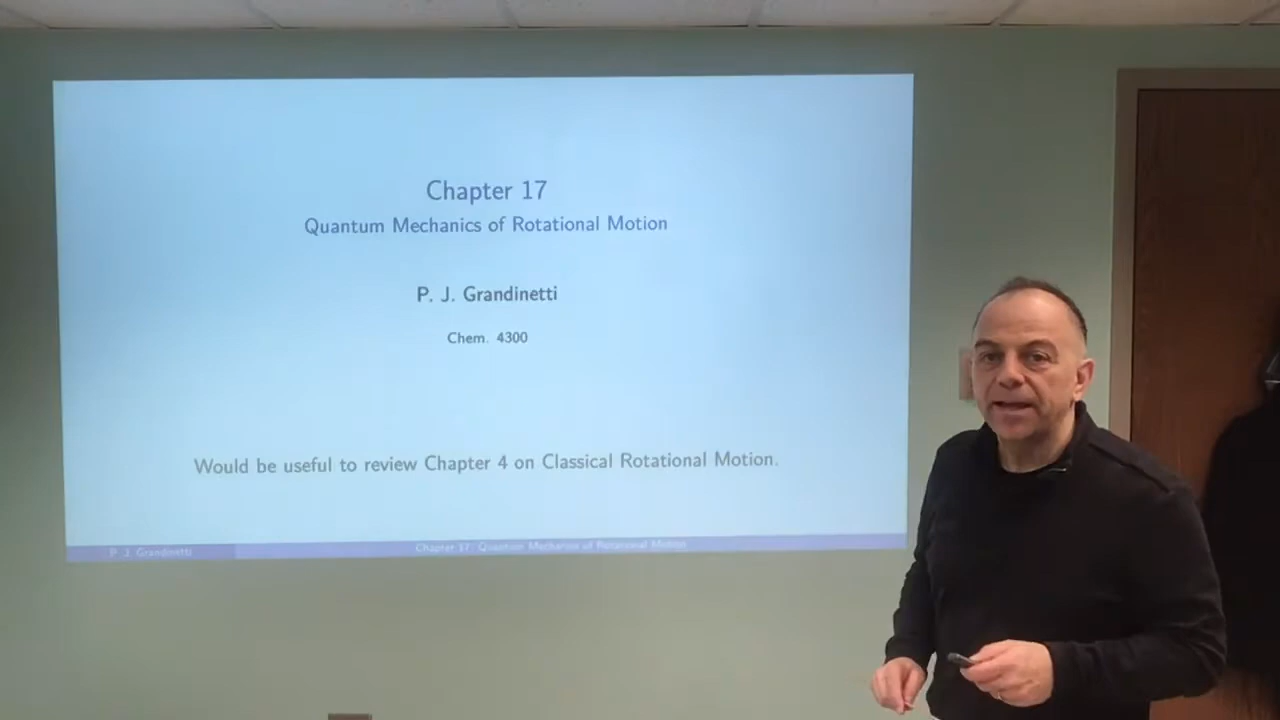 Chapter 17
Quantum Mechanics of Rotational Motion
P. J. Grandinetti
Chem. 4300
Would be useful to review Chapter 4 on Classical Rotational Motion.
P. J. Grandinetti
Chapter 17: Quantum Mechanics of Rotational Motion